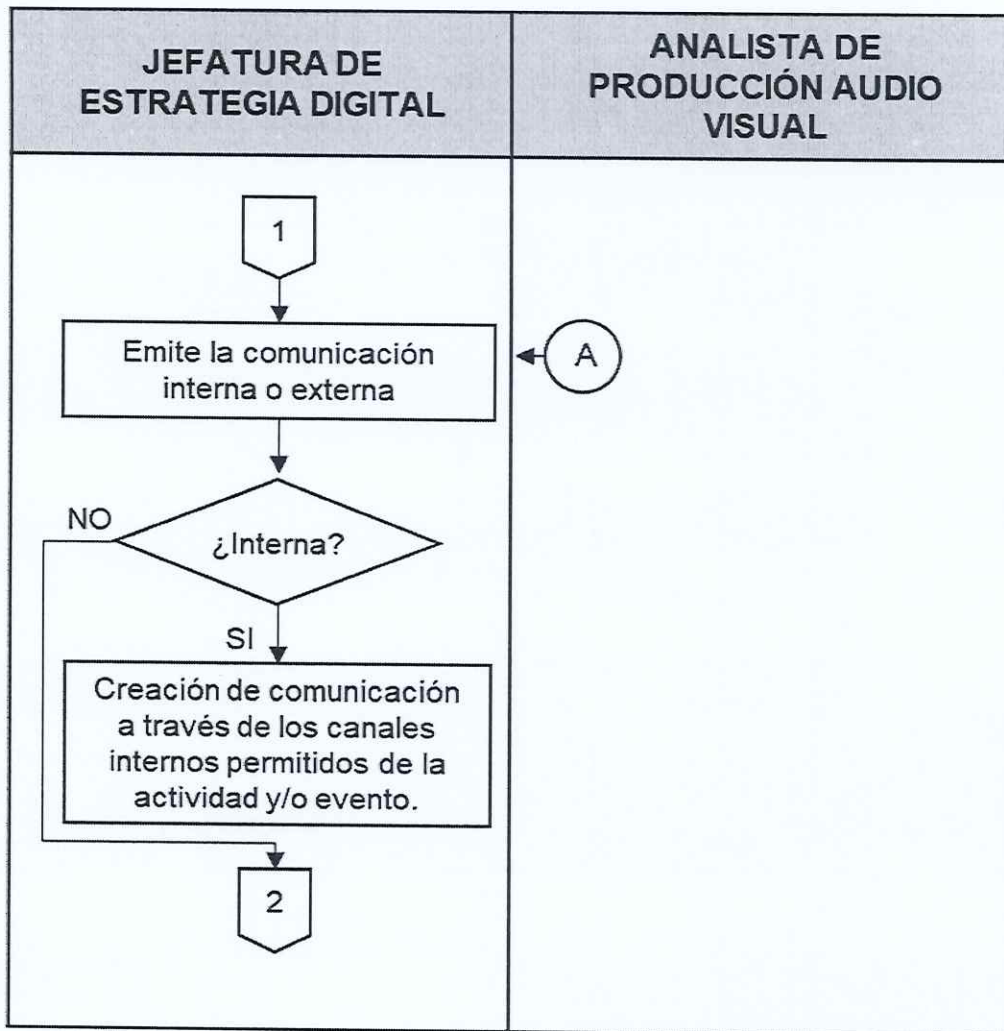 JEFATURA DE
ESTRATEGIA DIGITAL
ANALISTA DE
PRODUCCIÓN AUDIO
VISUAL
1
Emite la comunicación
interna o externa
A
¿Interna?
NO
SI
Creación de comunicación
a través de los canales
internos permitidos de la
actividad y/o evento.
2